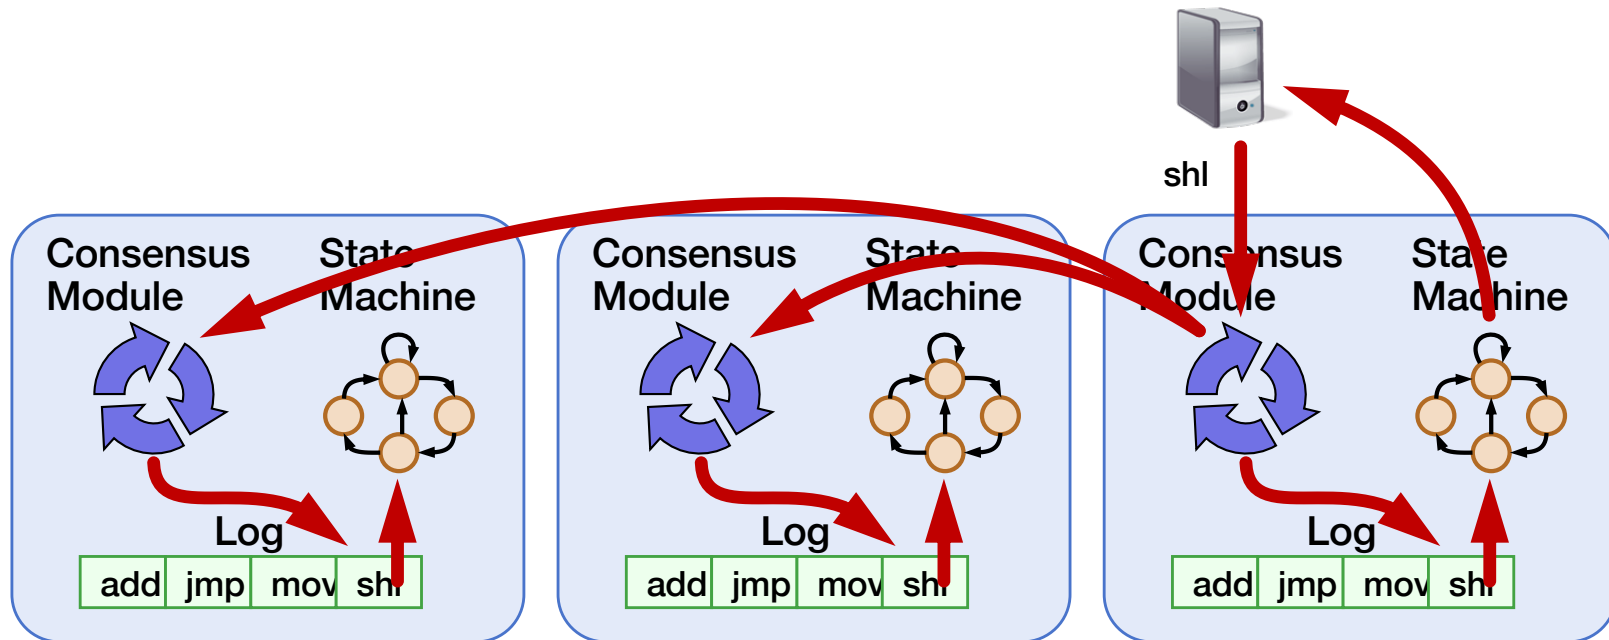 shl
Consensus
Module
State
Machine
Log
add jmp mov shl
Consensus
Module
State
Machine
Log
add jmp mov shl
Consensus
Module
State
Machine
Log
add jmp mov shl